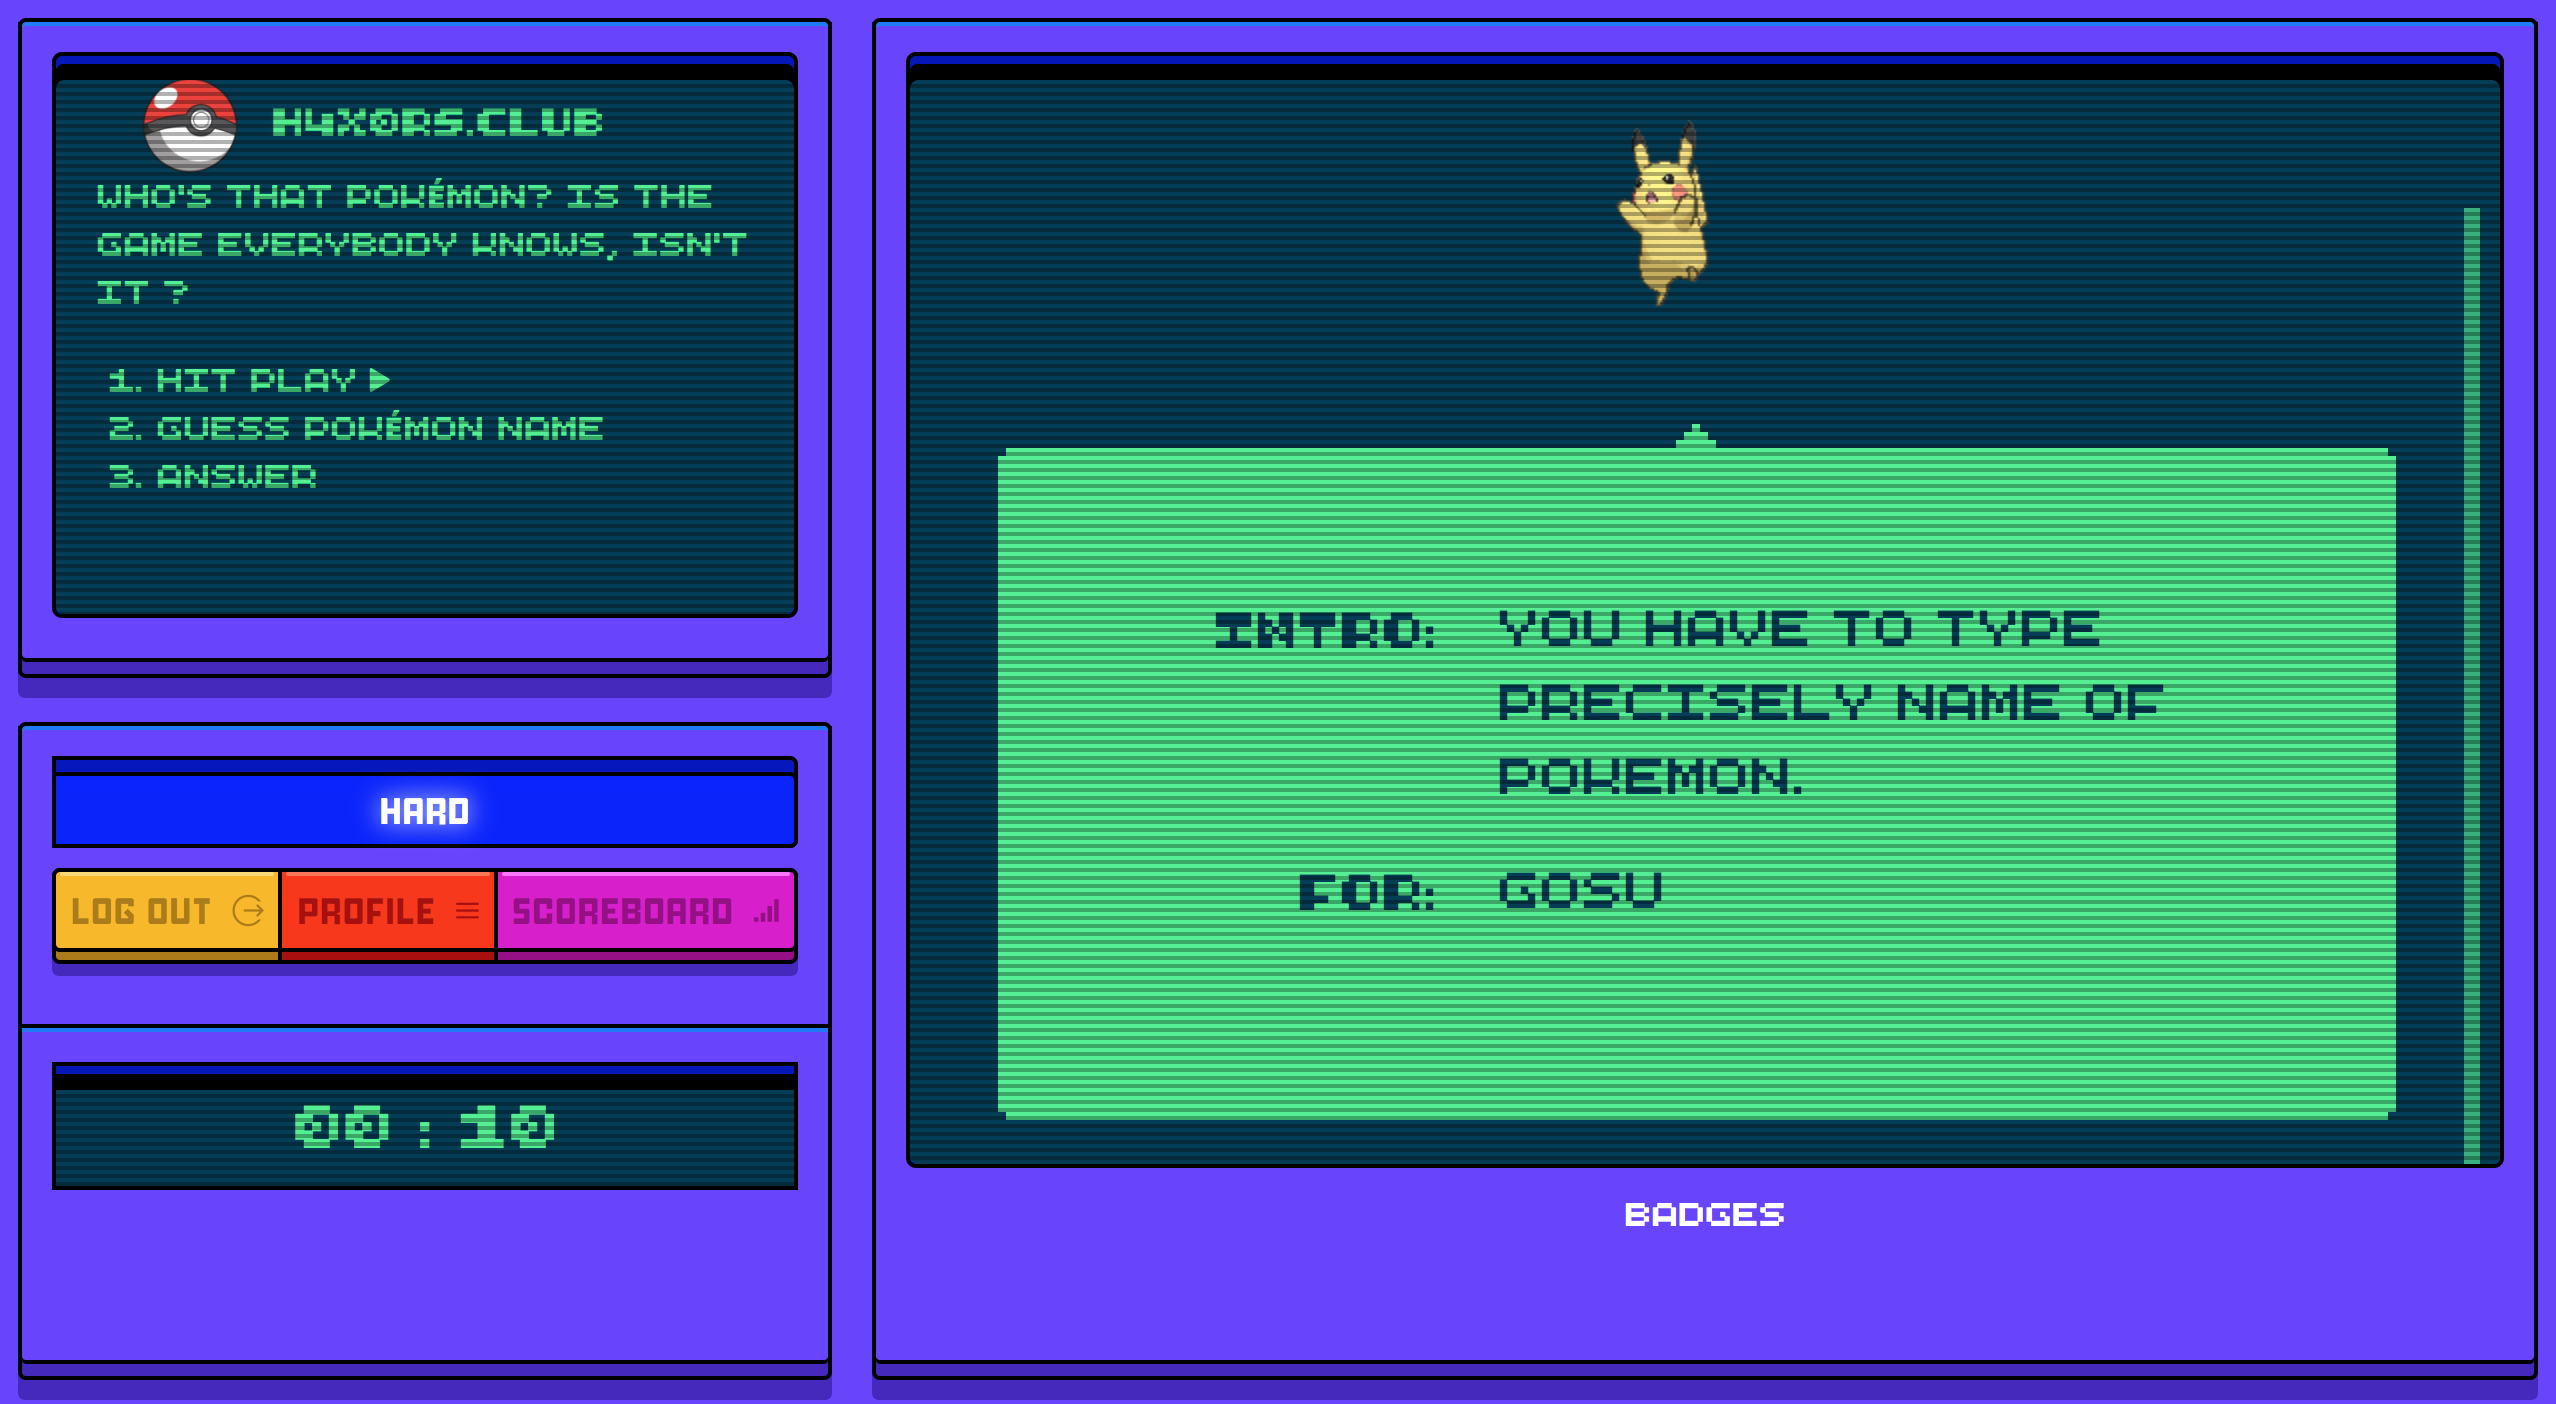 H4X0RS.CLUB
WHO'S THAT POKÉMON? IS THE
GAME EVERYBODY KNOWS, ISN'T
IT ?
1. HIT PLAY ▶
2. GUESS POKÉMON NAME
3. ANSWER
HARD
LOG OUT
PROFILE
SCOREBOARD
00 : 10
INTRO: YOU HAVE TO TYPE
PRECISELY NAME OF
POKEMON.
FOR: GOSU
BADGES